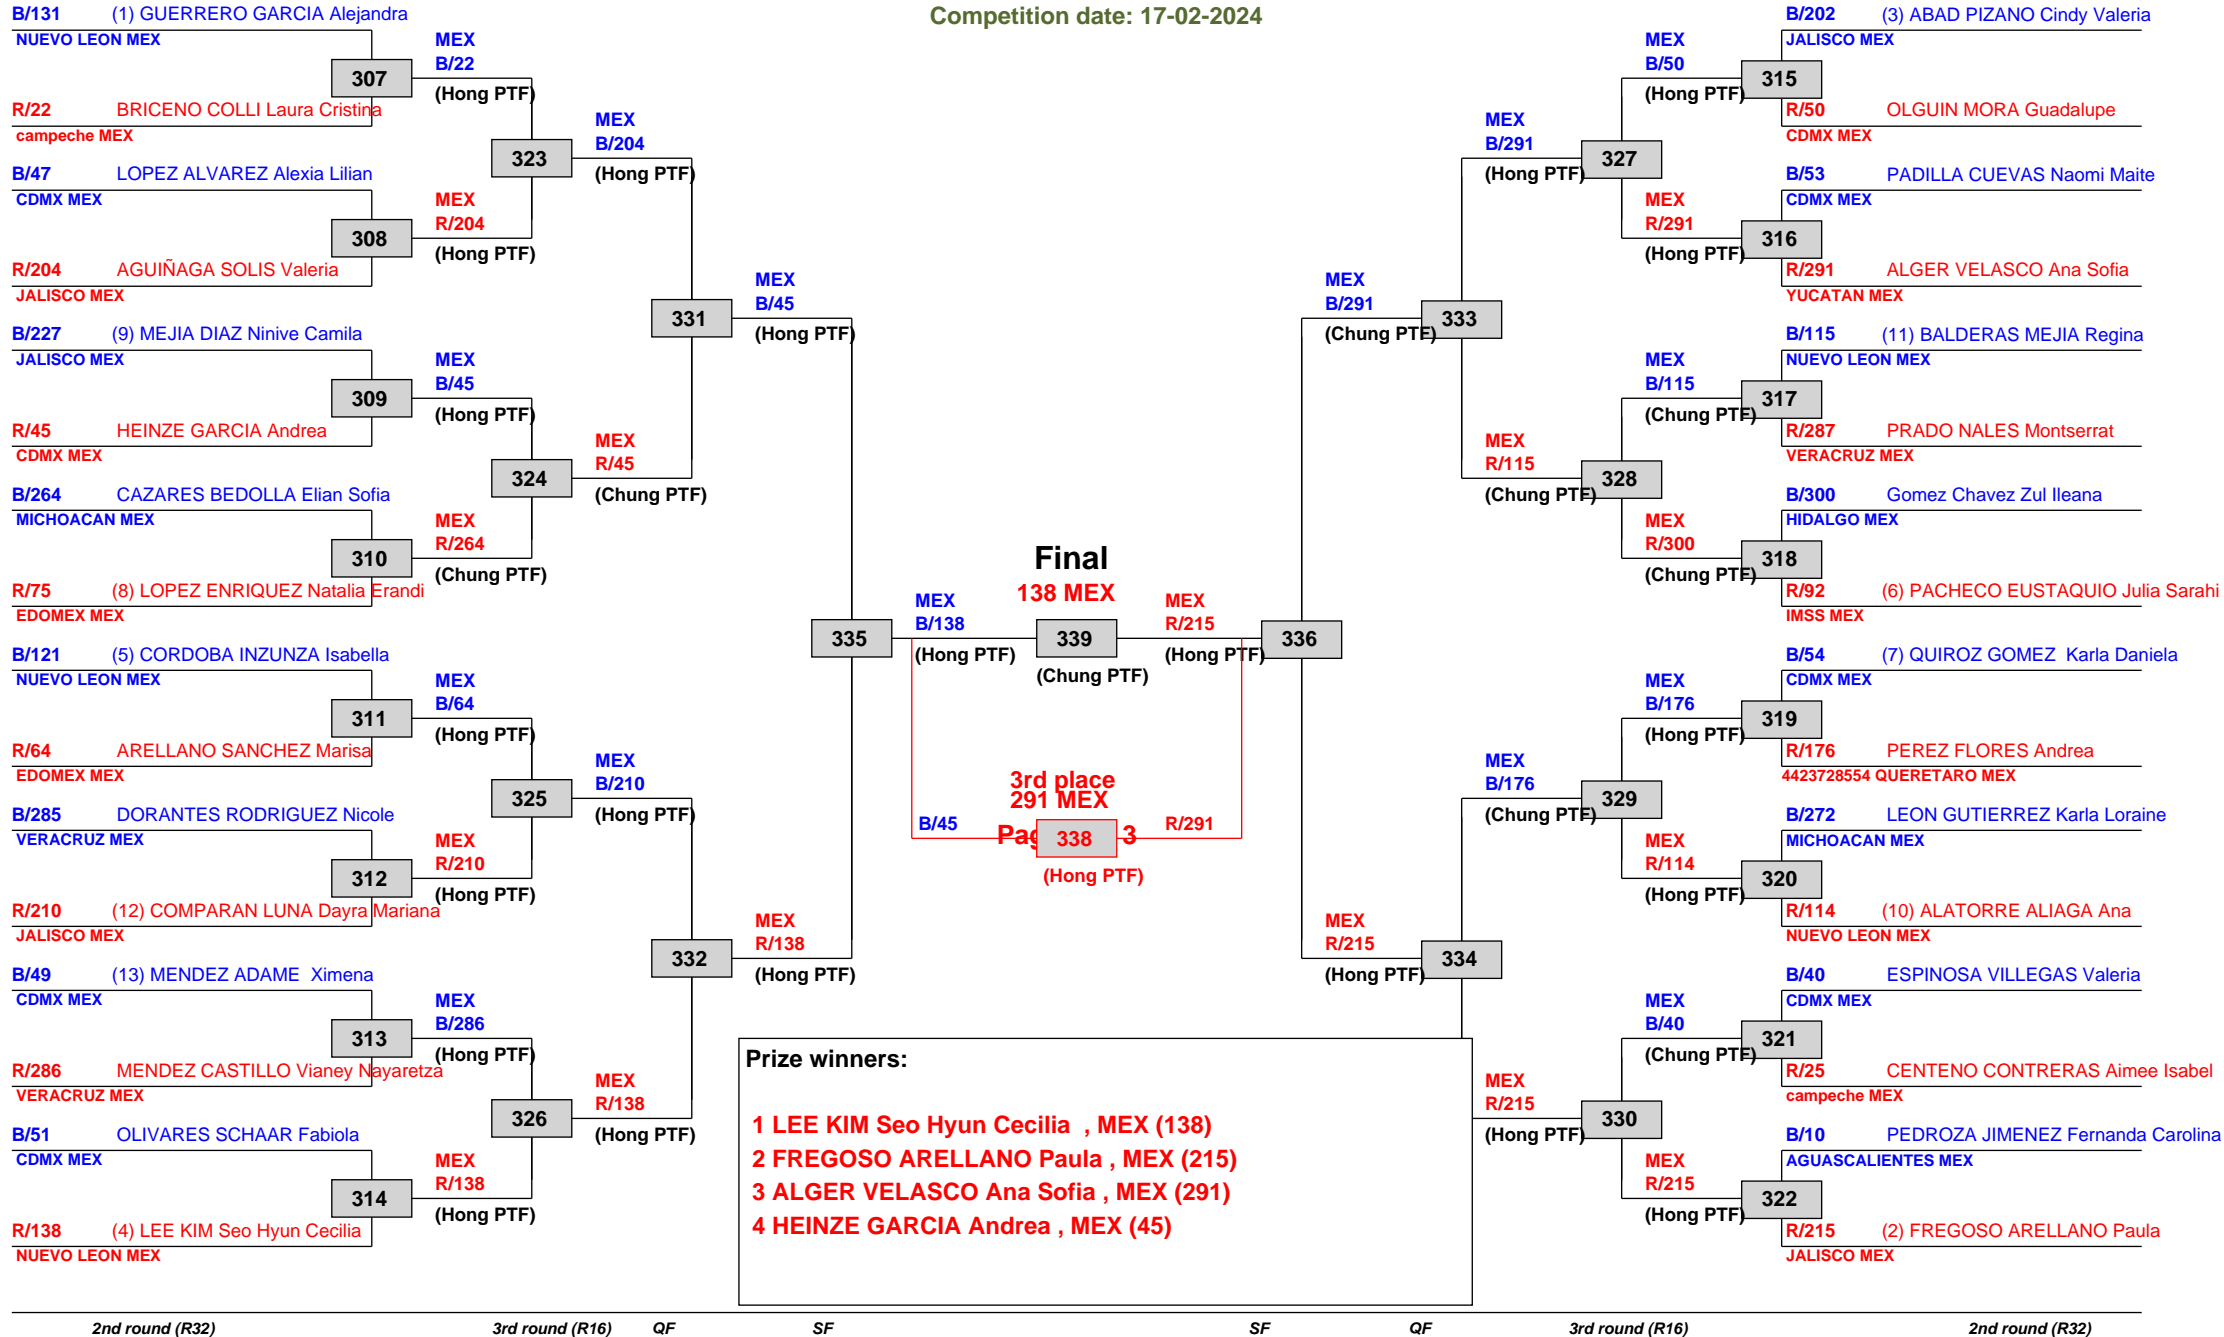 Competition date: 17-02-2024
B/131 (1) GUERRERO GARCIA Alejandra
NUEVO LEON MEX
R/22 BRICENO COLLI Laura Cristina
campeche MEX
B/47 LOPEZ ALVAREZ Alexia Lilian
CDMX MEX
R/204 AGUIÑAGA SOLIS Valeria
JALISCO MEX
B/227 (9) MEJIA DIAZ Ninive Camila
JALISCO MEX
R/45 HEINZE GARCIA Andrea
CDMX MEX
B/264 CAZARES BEDOLLA Elian Sofia
MICHOACAN MEX
R/75 (8) LOPEZ ENRIQUEZ Natalia Erandi
EDOMEX MEX
B/121 (5) CORDOBA INZUNZA Isabella
NUEVO LEON MEX
R/64 ARELLANO SANCHEZ Marisa
EDOMEX MEX
B/285 DORANTES RODRIGUEZ Nicole
VERACRUZ MEX
R/210 (12) COMPARAN LUNA Dayra Mariana
JALISCO MEX
B/49 (13) MENDEZ ADAME Ximena
CDMX MEX
R/286 MENDEZ CASTILLO Vianey Nayaretza
VERACRUZ MEX
B/51 OLIVARES SCHAAR Fabiola
CDMX MEX
R/138 (4) LEE KIM Seo Hyun Cecilia
NUEVO LEON MEX
307
308
309
310
311
312
313
314
MEX
B/22
(Hong PTF)
MEX
R/204
(Hong PTF)
MEX
B/45
(Hong PTF)
MEX
R/264
(Chung PTF)
MEX
B/64
(Hong PTF)
MEX
R/210
(Hong PTF)
MEX
B/286
(Hong PTF)
MEX
R/138
(Hong PTF)
323
324
325
326
MEX
B/204
(Hong PTF)
MEX
R/45
(Chung PTF)
MEX
B/210
(Hong PTF)
MEX
R/138
(Hong PTF)
331
332
MEX
B/45
(Hong PTF)
MEX
R/138
(Hong PTF)
335
MEX
B/138
(Hong PTF)
Final
138 MEX
339
(Chung PTF)
MEX
R/215
(Hong PTF)
336
3rd place
291 MEX
B/45
338
3
R/291
(Hong PTF)
MEX
B/291
(Chung PTF)
MEX
R/215
(Hong PTF)
333
334
MEX
B/291
(Hong PTF)
MEX
R/115
(Chung PTF)
MEX
B/176
(Chung PTF)
MEX
R/215
(Hong PTF)
327
328
329
330
MEX
B/50
(Hong PTF)
MEX
R/291
(Hong PTF)
MEX
B/115
(Chung PTF)
MEX
R/300
(Chung PTF)
MEX
B/176
(Hong PTF)
MEX
R/114
(Hong PTF)
MEX
B/40
(Chung PTF)
MEX
R/215
(Hong PTF)
315
316
317
318
319
320
321
322
B/202 (3) ABAD PIZANO Cindy Valeria
JALISCO MEX
R/50 OLGUIN MORA Guadalupe
CDMX MEX
B/53 PADILLA CUEVAS Naomi Maite
CDMX MEX
R/291 ALGER VELASCO Ana Sofia
YUCATAN MEX
B/115 (11) BALDERAS MEJIA Regina
NUEVO LEON MEX
R/287 PRADO NALES Montserrat
VERACRUZ MEX
B/300 Gomez Chavez Zul Ileana
HIDALGO MEX
R/92 (6) PACHECO EUSTAQUIO Julia Sarahi
IMSS MEX
B/54 (7) QUIROZ GOMEZ Karla Daniela
CDMX MEX
R/176 PEREZ FLORES Andrea
4423728554 QUERETARO MEX
B/272 LEON GUTIERREZ Karla Loraine
MICHOACAN MEX
R/114 (10) ALATORRE ALIAGA Ana
NUEVO LEON MEX
B/40 ESPINOSA VILLEGAS Valeria
CDMX MEX
R/25 CENTENO CONTRERAS Aimee Isabel
campeche MEX
B/10 PEDROZA JIMENEZ Fernanda Carolina
AGUASCALIENTES MEX
R/215 (2) FREGOSO ARELLANO Paula
JALISCO MEX
Prize winners:
1 LEE KIM Seo Hyun Cecilia , MEX (138)
2 FREGOSO ARELLANO Paula , MEX (215)
3 ALGER VELASCO Ana Sofia , MEX (291)
4 HEINZE GARCIA Andrea , MEX (45)
2nd round (R32) 3rd round (R16) QF SF SF QF 3rd round (R16) 2nd round (R32)